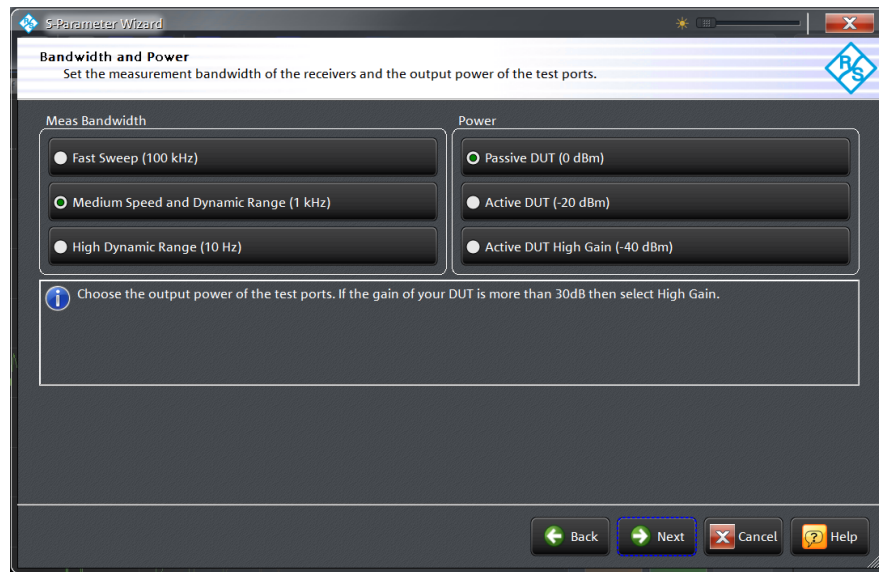 S-Parameter Wizard
Bandwidth and Power
Set the measurement bandwidth of the receivers and the output power of the test ports.
R
S
Meas Bandwidth
Fast Sweep (100 kHz)
Medium Speed and Dynamic Range (1 kHz)
High Dynamic Range (10 Hz)
Power
Passive DUT (0 dBm)
Active DUT (-20 dBm)
Active DUT High Gain (-40 dBm)
Choose the output power of the test ports. If the gain of your DUT is more than 30dB then select High Gain.
Back
Next
Cancel
Help